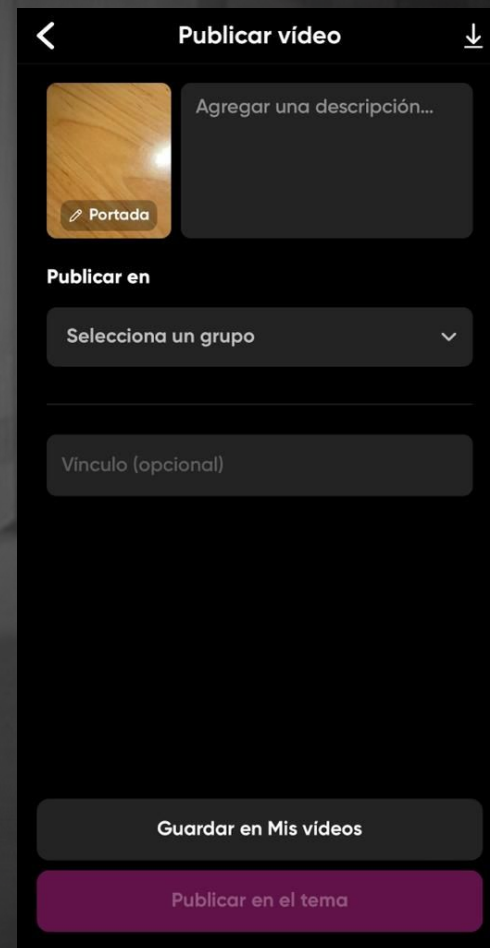 Publicar vídeo
Agregar una descripción...
Portada
Publicar en
Selecciona un grupo
Vínculo (opcional)
Guardar en Mis vídeos
Publicar en el tema